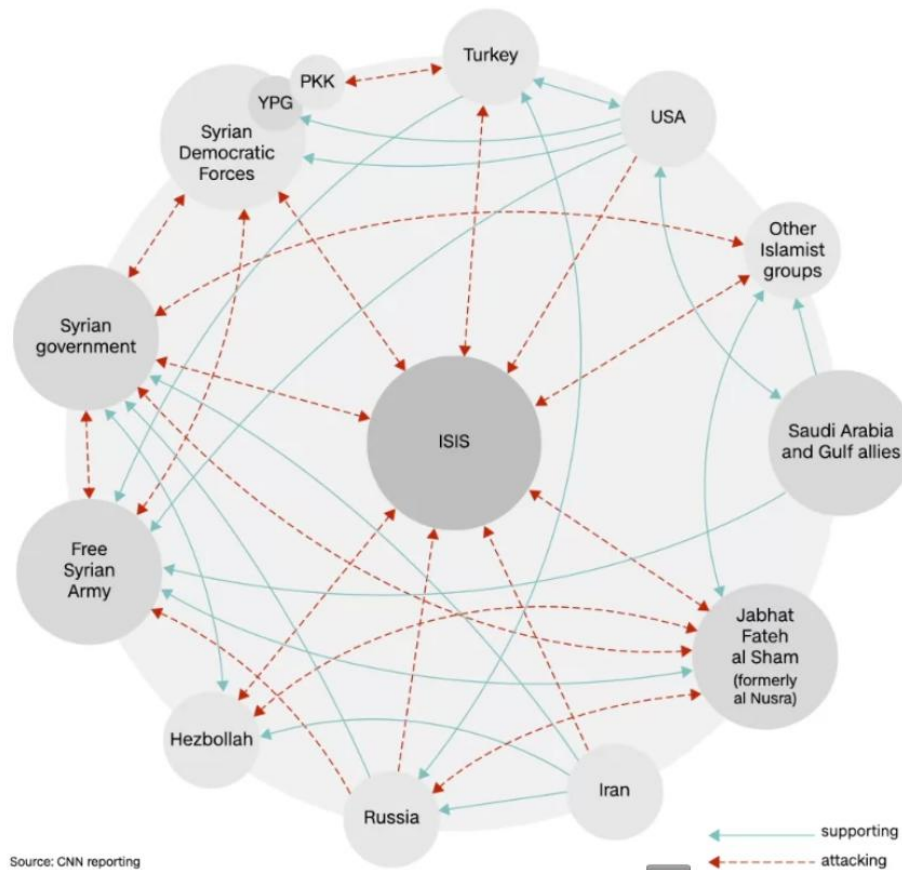 Turkey
PKK
YPG
USA
Syrian
Democratic
Forces
Other
Islamist
groups
Syrian
government
ISIS
Saudi Arabia
and Gulf allies
Free
Syrian
Army
Jabhat
Fateh
al Sham
(formerly
al Nusra)
Hezbollah
Iran
Russia
supporting
attacking
Source: CNN reporting